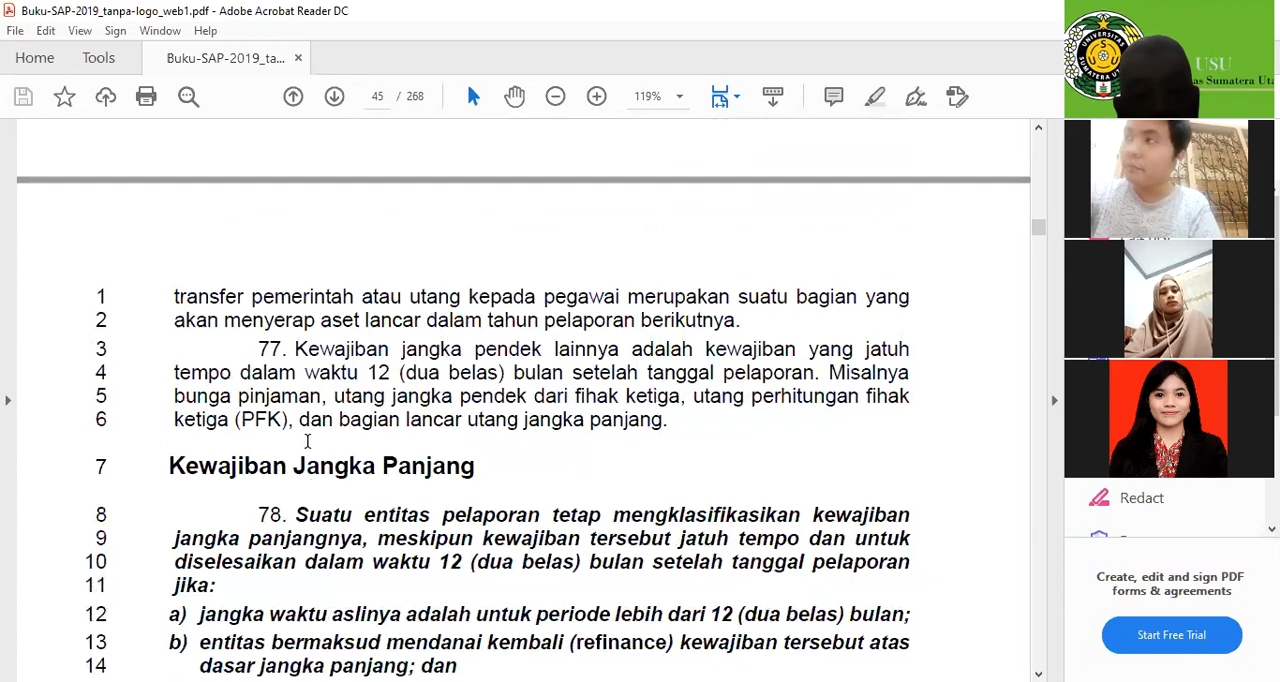 Buku-SAP-2019_tanpa-logo_web1.pdf - Adobe Acrobat Reader DC
File Edit View Sign Window Help
Home Tools Buku-SAP-2019_ta... ×
45 / 268 119%
1 transfer pemerintah atau utang kepada pegawai merupakan suatu bagian yang
2 akan menyerap aset lancar dalam tahun pelaporan berikutnya.
3 77. Kewajiban jangka pendek lainnya adalah kewajiban yang jatuh
4 tempo dalam waktu 12 (dua belas) bulan setelah tanggal pelaporan. Misalnya
5 bunga pinjaman, utang jangka pendek dari fihak ketiga, utang perhitungan fihak
6 ketiga (PFK), dan bagian lancar utang jangka panjang.
7 Kewajiban Jangka Panjang
8 78. Suatu entitas pelaporan tetap mengklasifikasikan kewajiban
9 jangka panjangnya, meskipun kewajiban tersebut jatuh tempo dan untuk
10 diselesaikan dalam waktu 12 (dua belas) bulan setelah tanggal pelaporan
11 jika:
12 a) jangka waktu aslinya adalah untuk periode lebih dari 12 (dua belas) bulan;
13 b) entitas bermaksud mendanai kembali (refinance) kewajiban tersebut atas
14 dasar jangka panjang; dan
UNIVERSITAS SUMATERA UTARA
USU
as Sumatera Uta
Redact
Create, edit and sign PDF
forms & agreements
Start Free Trial